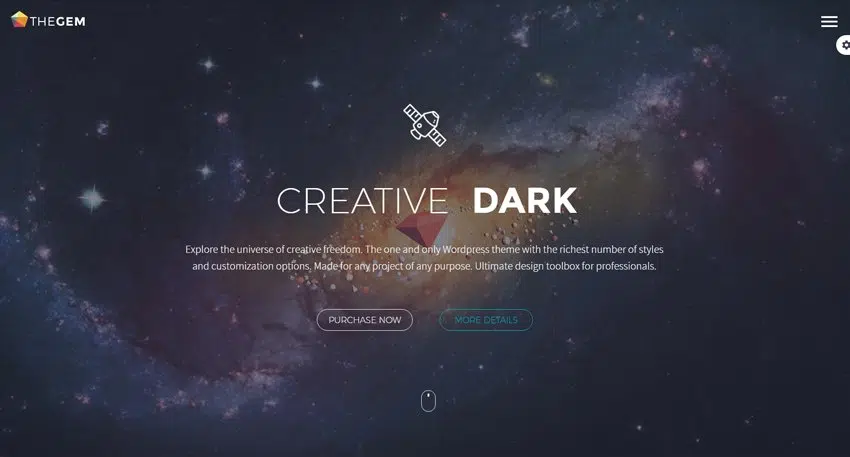 THEGEM
CREATIVE DARK
Explore the universe of creative freedom. The one and only Wordpress theme with the richest number of styles
and customization options. Made for any project of any purpose. Ultimate design toolbox for professionals.
PURCHASE NOW
MORE DETAILS